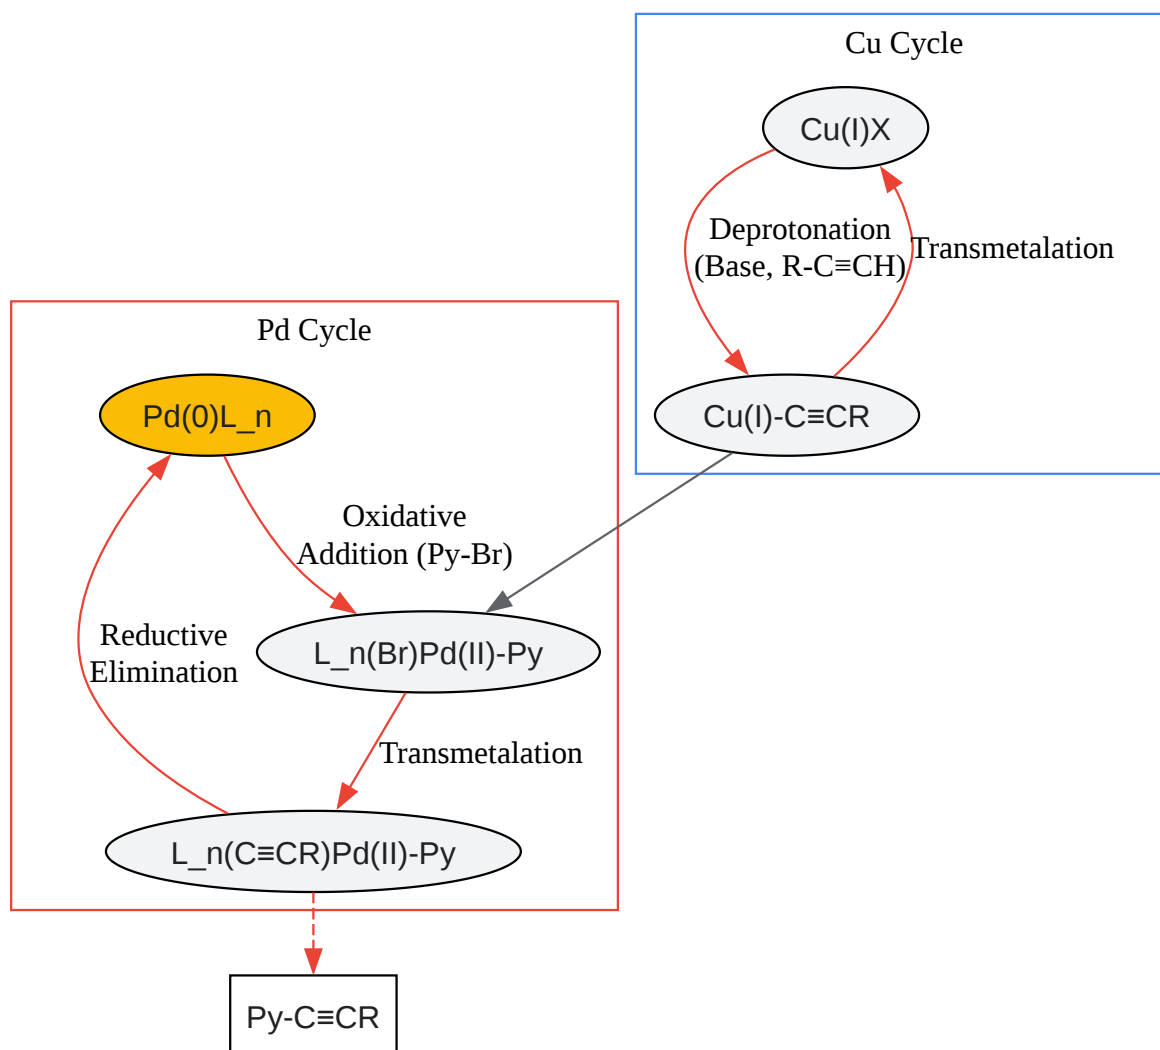 Cu Cycle
Cu(I)X
Deprotonation
(Base, R-C≡CH)
Transmetalation
Cu(I)-C≡CR
Pd Cycle
Pd(0)L_n
Oxidative
Addition (Py-Br)
L_n(Br)Pd(II)-Py
Reductive
Elimination
Transmetalation
L_n(C≡CR)Pd(II)-Py
Py-C≡CR